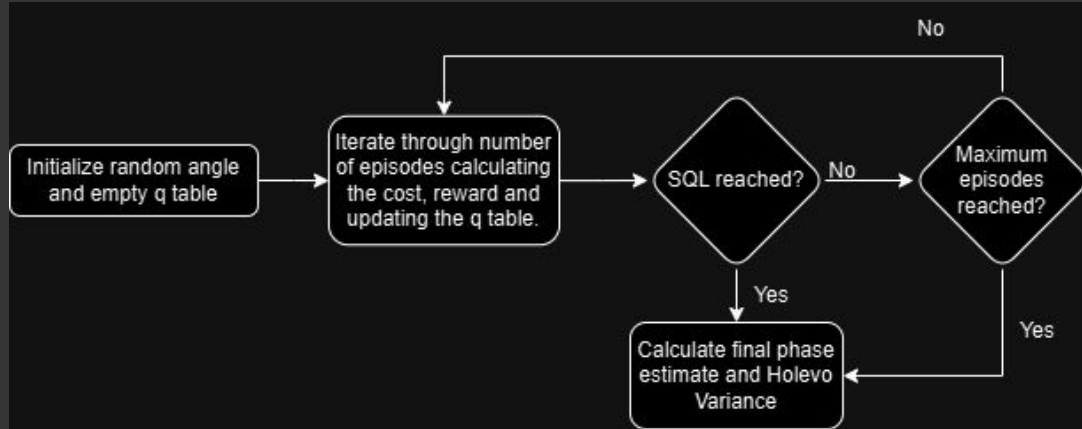 No
Initialize random angle
and empty q table
Iterate through number
of episodes calculating
the cost, reward and
updating the q table.
SQL reached?
No
Maximum
episodes
reached?
Yes
Yes
Calculate final phase
estimate and Holevo
Variance